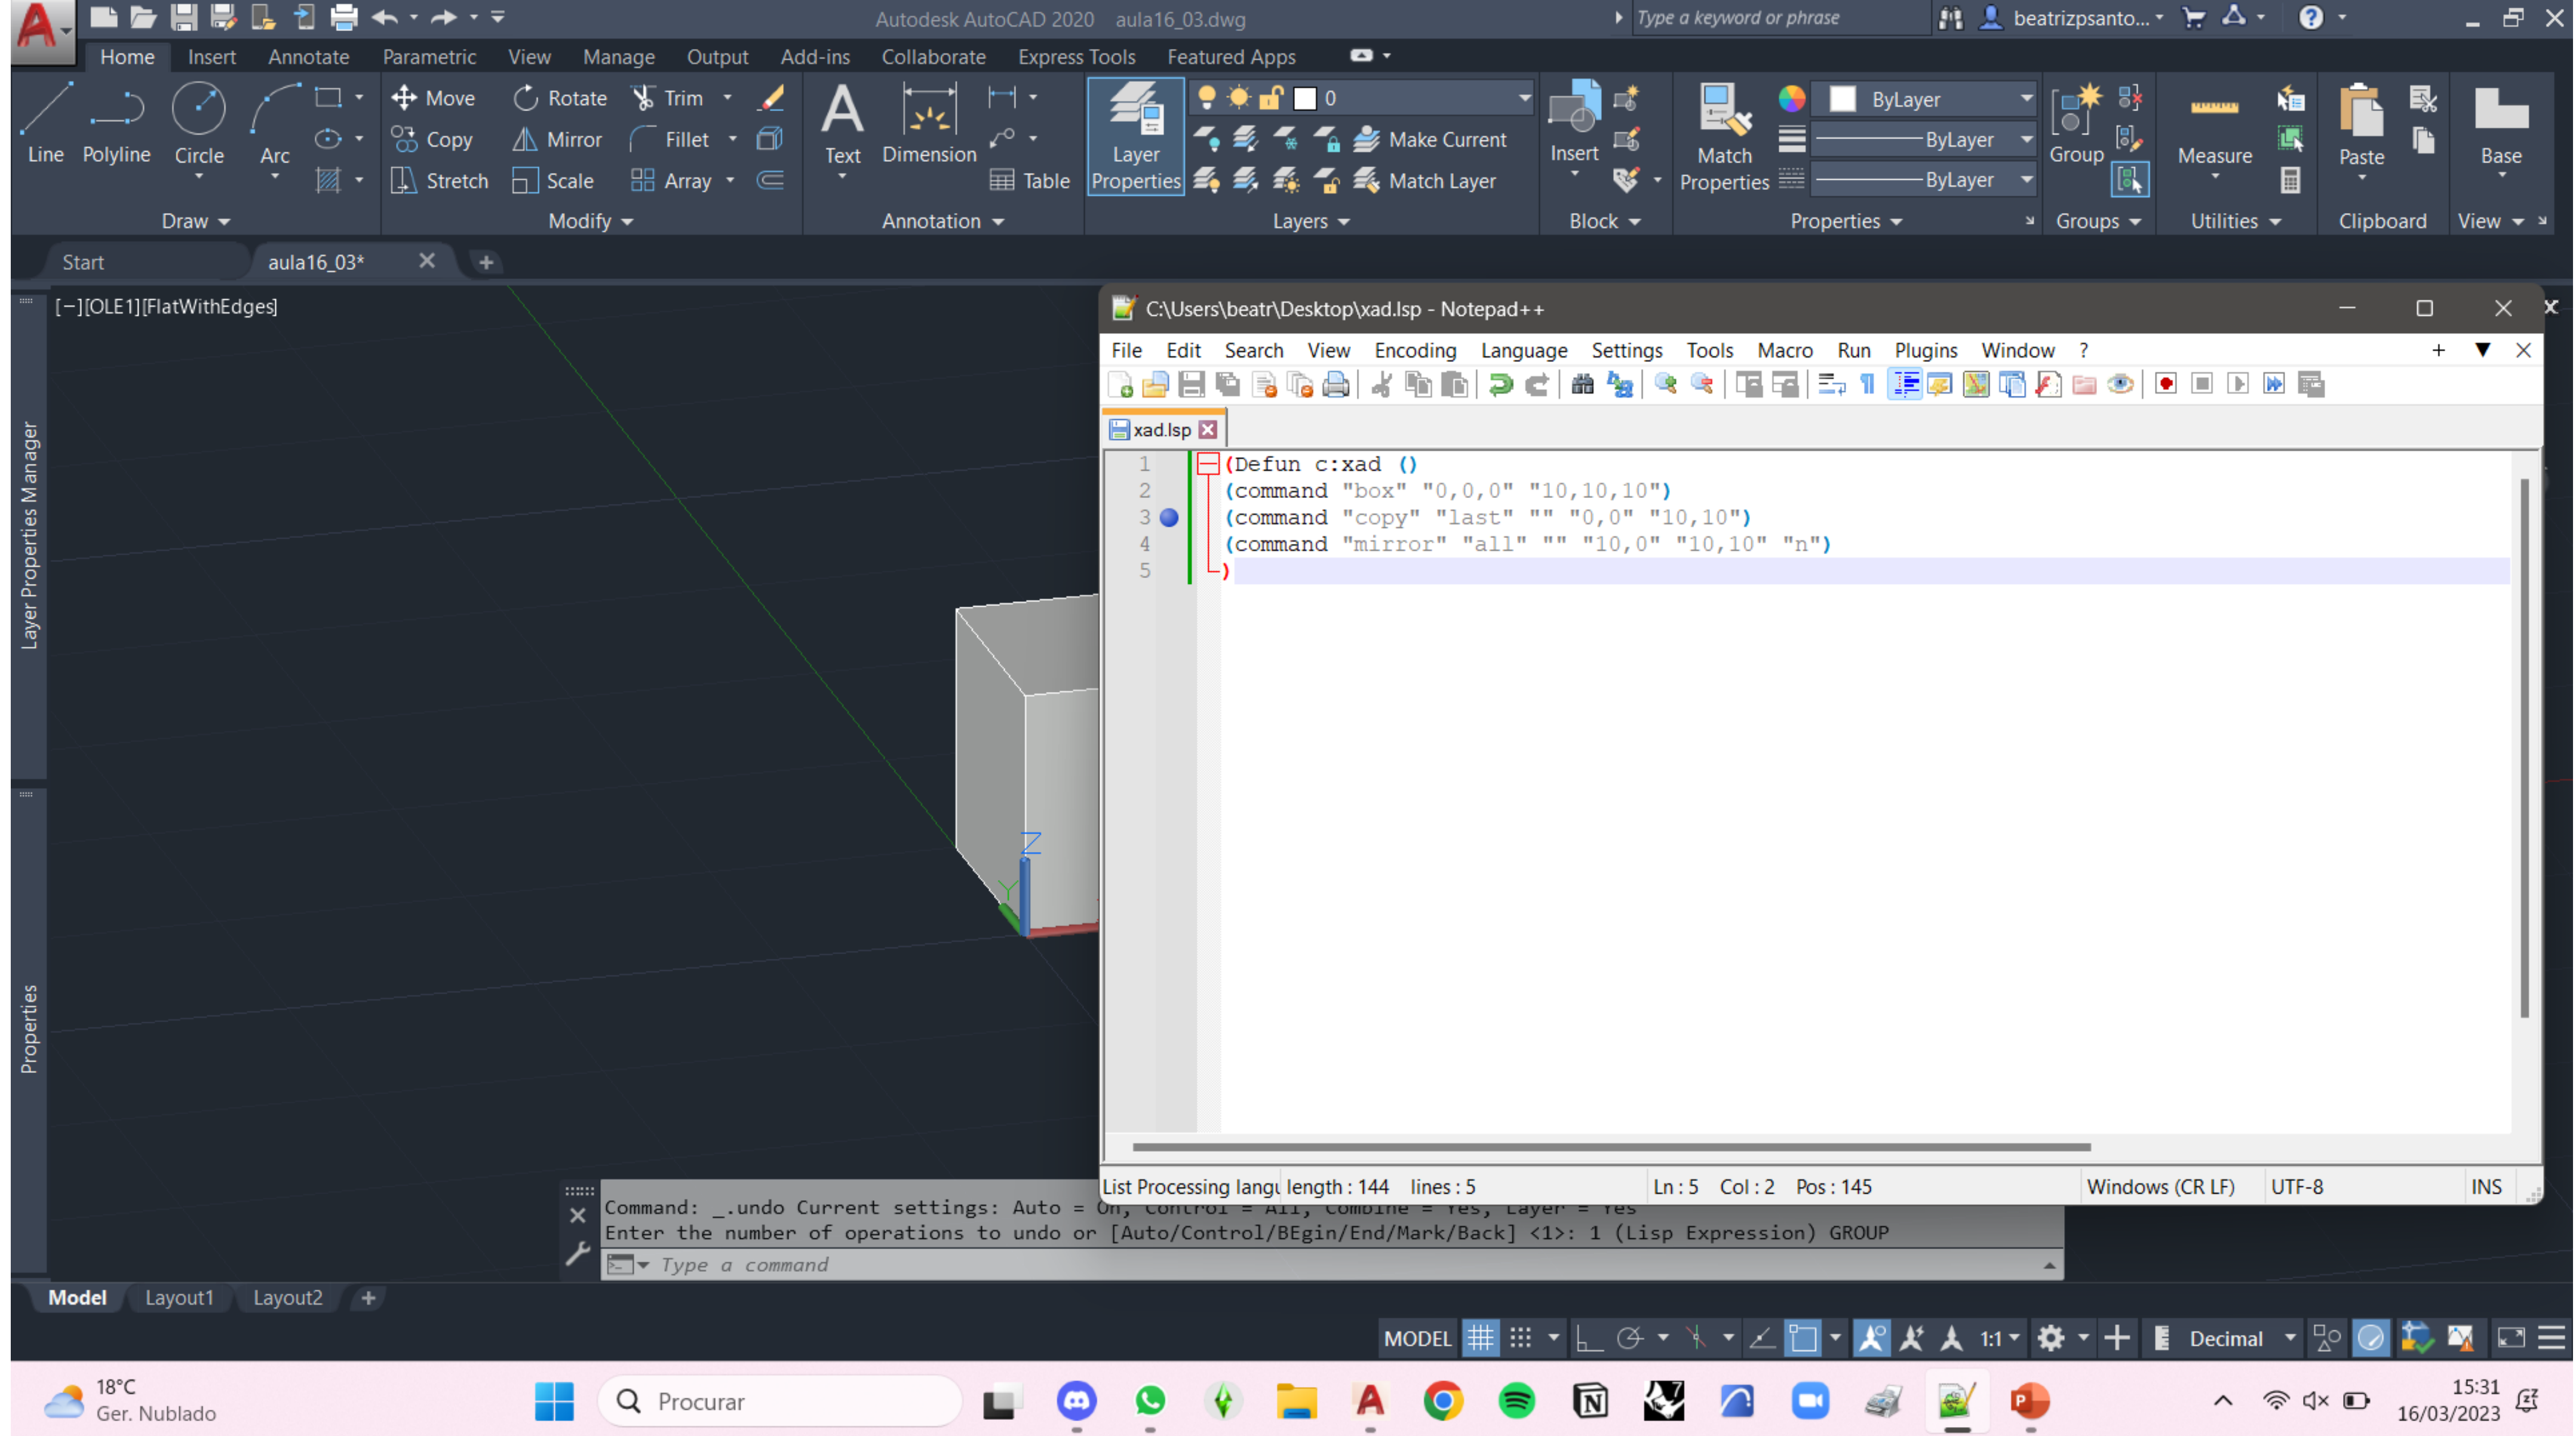 Autodesk AutoCAD 2020 aula16_03.dwg
Type a keyword or phrase
beatrizpsanto...
Home Insert Annotate Parametric View Manage Output Add-ins Collaborate Express Tools Featured Apps
Line Polyline Circle Arc
Move Rotate Trim
Copy Mirror Fillet
Stretch Scale Array
Text Dimension Table
Layer Properties
0
Make Current
Match Layer
Insert
Match Properties
ByLayer
ByLayer
ByLayer
Group
Measure
Paste
Base
Draw Modify Annotation Layers Block Properties Groups Utilities Clipboard View
Start aula16_03*
[−][OLE1][FlatWithEdges]
Layer Properties Manager
Properties
C:\Users\beatr\Desktop\xad.lsp - Notepad++
File Edit Search View Encoding Language Settings Tools Macro Run Plugins Window ?
xad.lsp
1 (Defun c:xad ()
2 (command "box" "0,0,0" "10,10,10")
3 (command "copy" "last" "" "0,0" "10,10")
4 (command "mirror" "all" "" "10,0" "10,10" "n")
5 )
Z
Y
List Processing langu length : 144 lines : 5 Ln : 5 Col : 2 Pos : 145 Windows (CR LF) UTF-8 INS
Command: _.undo Current settings: Auto = On, Control = All, Combine = Yes, Layer = Yes
Enter the number of operations to undo or [Auto/Control/BEgin/End/Mark/Back] <1>: 1 (Lisp Expression) GROUP
Type a command
Model Layout1 Layout2
MODEL 1:1 Decimal
18°C
Ger. Nublado
Procurar
15:31
16/03/2023